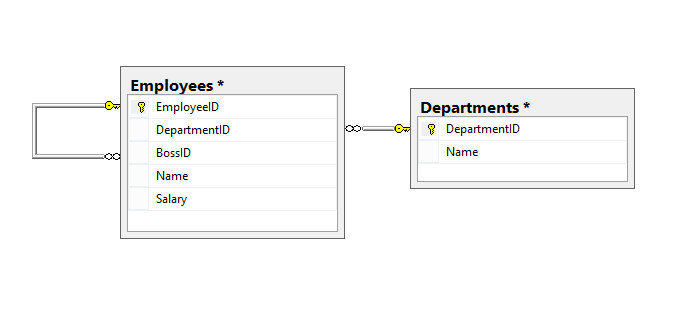 Employees *
EmployeeID
DepartmentID
BossID
Name
Salary
Departments *
DepartmentID
Name